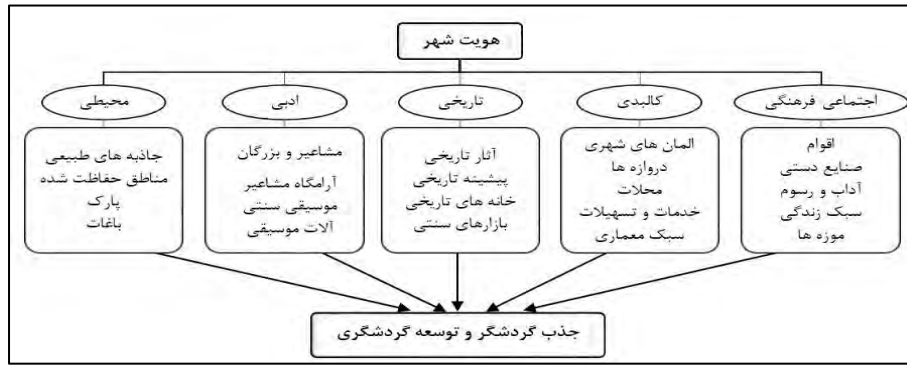 هویت شهر
اجتماعی فرهنگی
اقوام
صنایع دستی
آداب و رسوم
سبک زندگی
موزه ها
کالبدی
المان های شهری
دروازه ها
محلات
خدمات و تسهیلات
سبک معماری
تاریخی
آثار تاریخی
پیشینه تاریخی
خانه های تاریخی
بازارهای سنتی
ادبی
مشاعیر و بزرگان
آرامگاه مشاعیر
موسیقی سنتی
آلات موسیقی
محیطی
جاذبه های طبیعی
مناطق حفاظت شده
پارک
باغات
جذب گردشگر و توسعه گردشگری